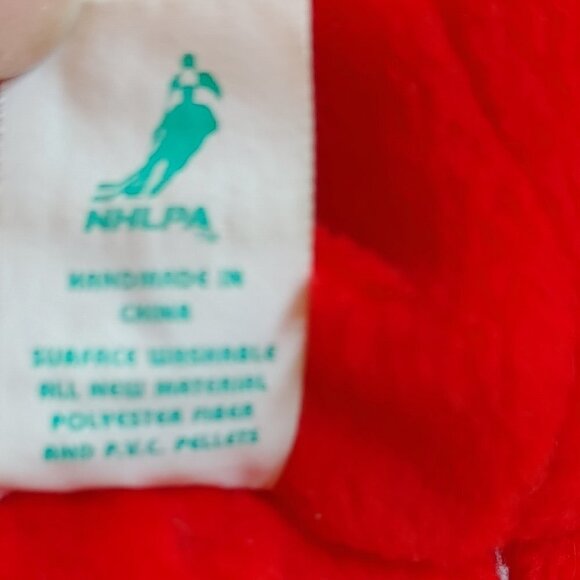 NHLPA
HANDMADE IN
CHINA
SURFACE WASHABLE
ALL NEW MATERIAL
POLYESTER FIBER
AND P.V.C. PELLETS